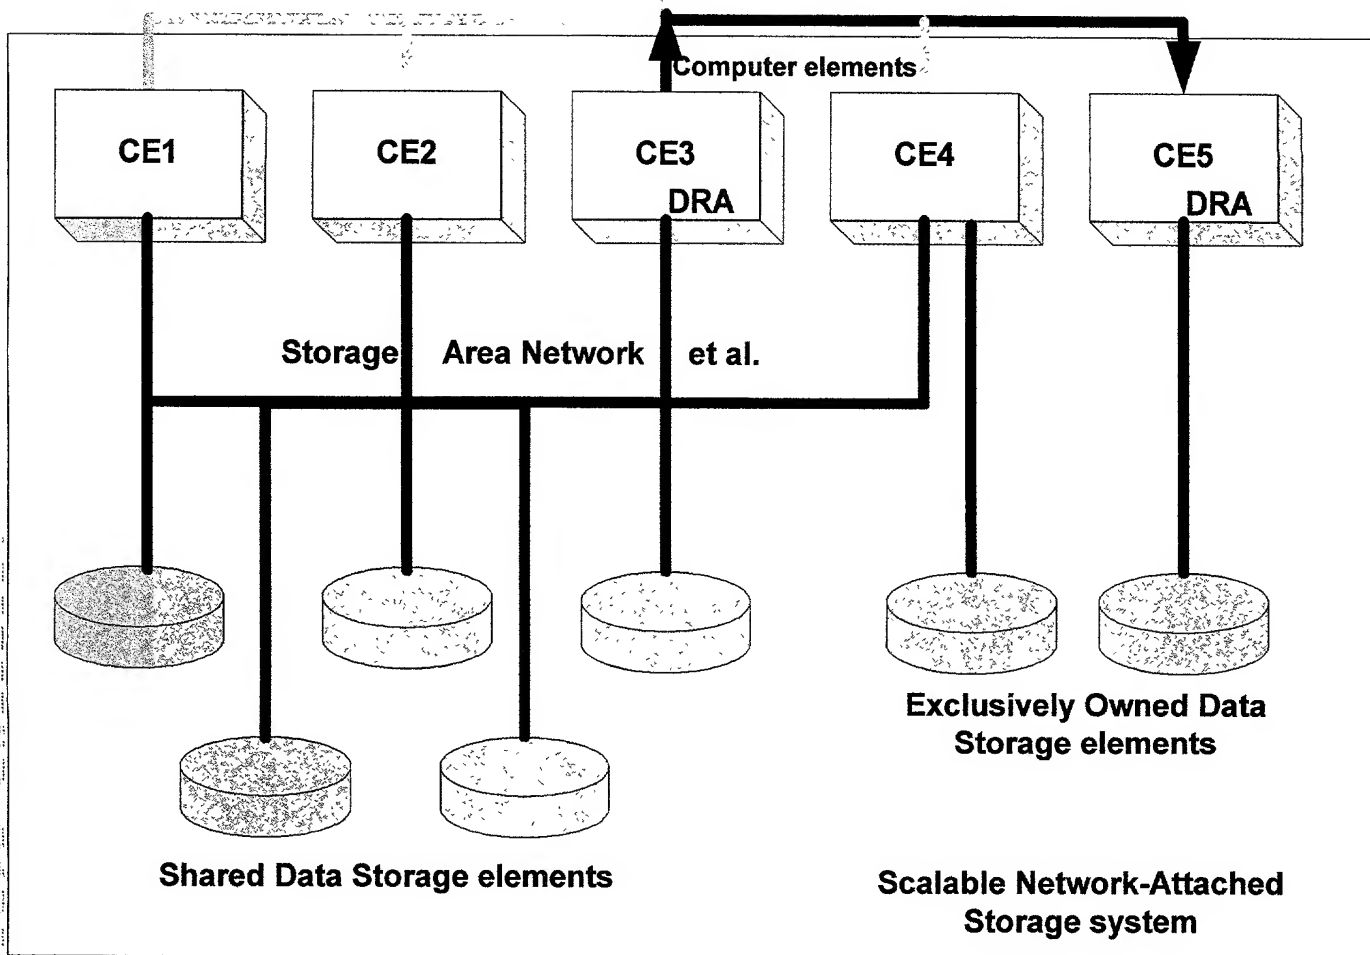 Computer elements
CE1
CE2
CE3
CE4
CE5
DRA
DRA
Storage Area Network et al.
Exclusively Owned Data
Storage elements
Shared Data Storage elements
Scalable Network-Attached
Storage system